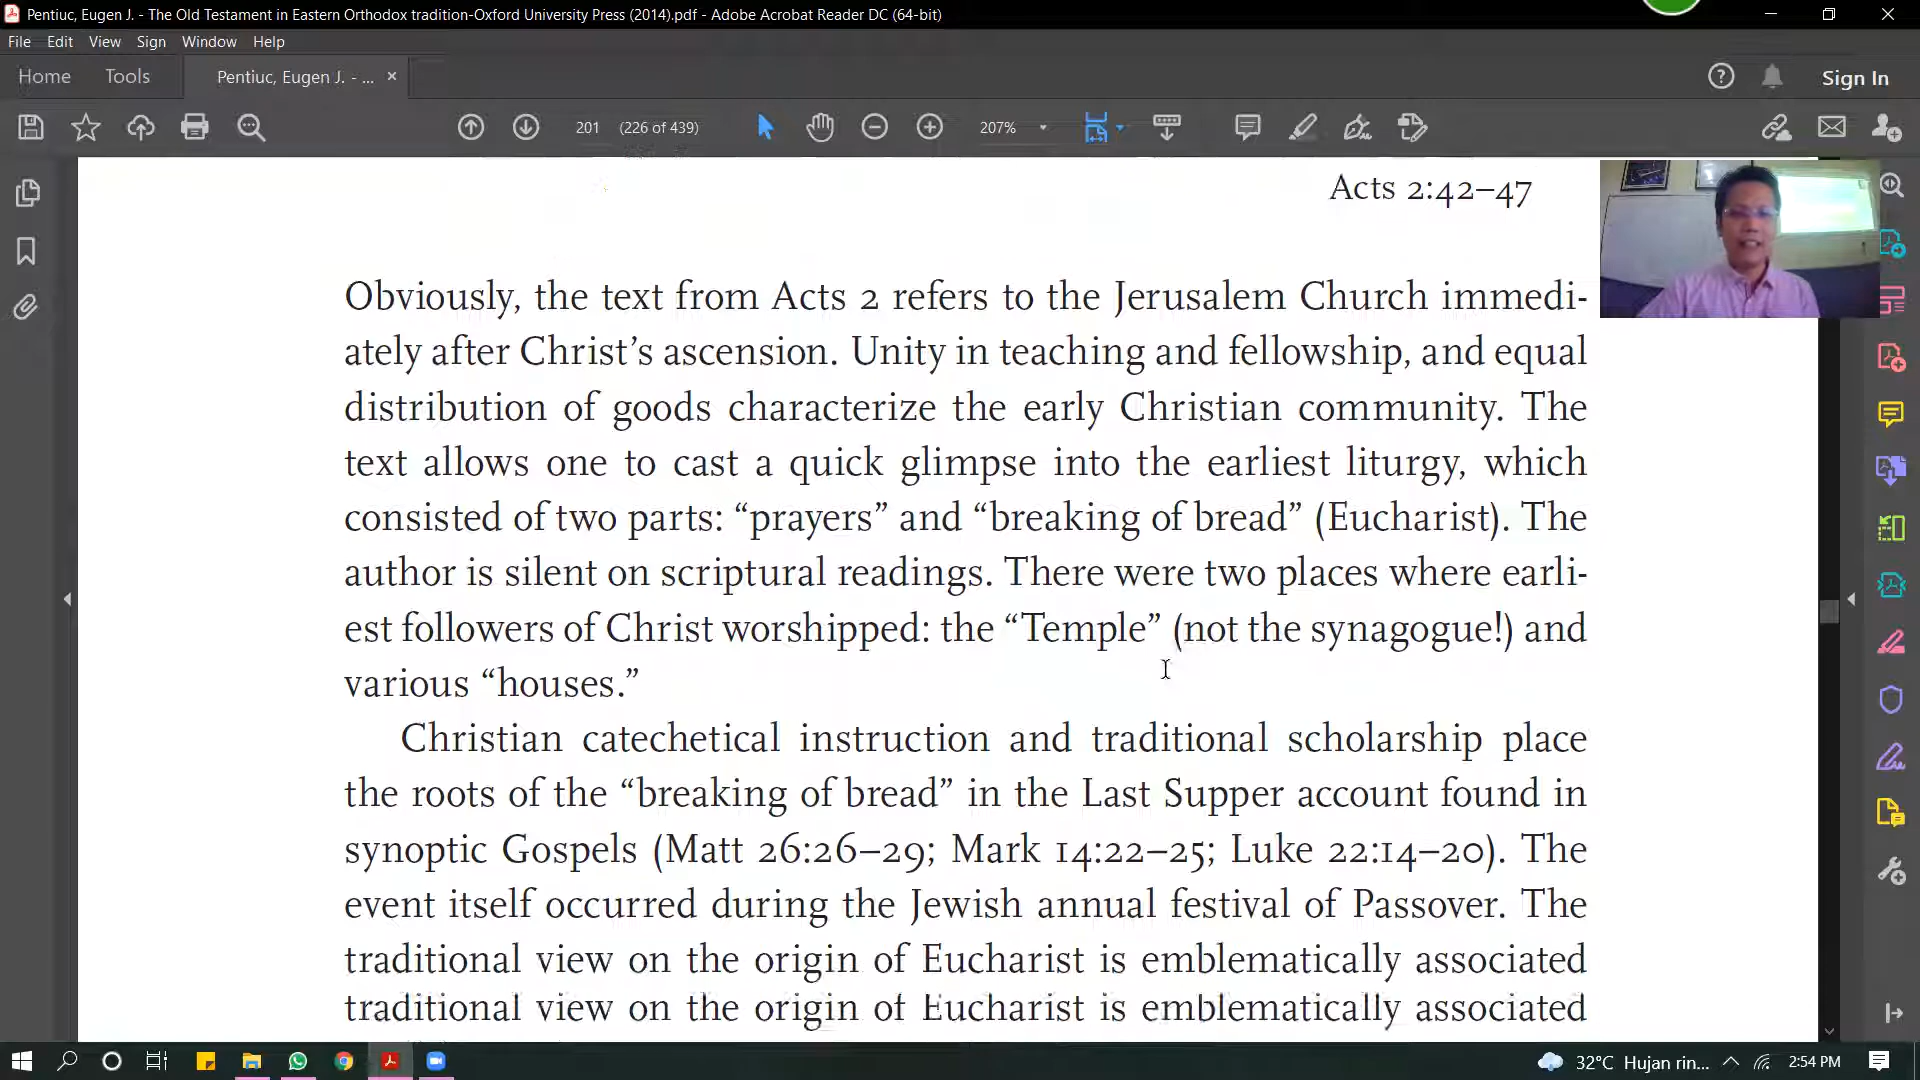 Pentiuc, Eugen J. - The Old Testament in Eastern Orthodox tradition-Oxford University Press (2014).pdf - Adobe Acrobat Reader DC (64-bit)
File Edit View Sign Window Help
Home Tools Pentiuc, Eugen J. - ... Sign In
201 (226 of 439) 207%
Acts 2:42–47
Obviously, the text from Acts 2 refers to the Jerusalem Church immedi-
ately after Christ’s ascension. Unity in teaching and fellowship, and equal
distribution of goods characterize the early Christian community. The
text allows one to cast a quick glimpse into the earliest liturgy, which
consisted of two parts: “prayers” and “breaking of bread” (Eucharist). The
author is silent on scriptural readings. There were two places where earli-
est followers of Christ worshipped: the “Temple” (not the synagogue!) and
various “houses.”
Christian catechetical instruction and traditional scholarship place
the roots of the “breaking of bread” in the Last Supper account found in
synoptic Gospels (Matt 26:26–29; Mark 14:22–25; Luke 22:14–20). The
event itself occurred during the Jewish annual festival of Passover. The
traditional view on the origin of Eucharist is emblematically associated
traditional view on the origin of Eucharist is emblematically associated
32°C Hujan rin... 2:54 PM